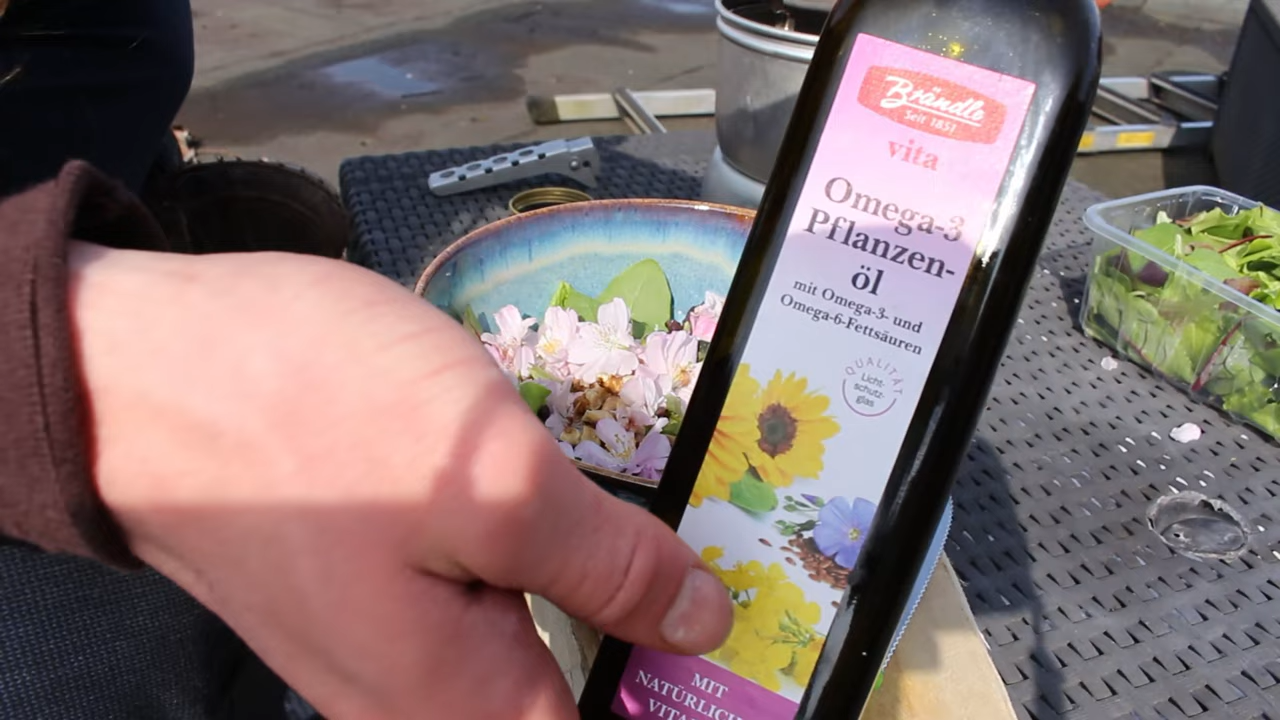 Brändle
Seit 1851
vita
Omega-3
Pflanzen-
öl
mit Omega-3- und
Omega-6-Fettsäuren
QUALITÄT
Licht-
schutz-
glas
MIT
NATÜRLICH
VITA